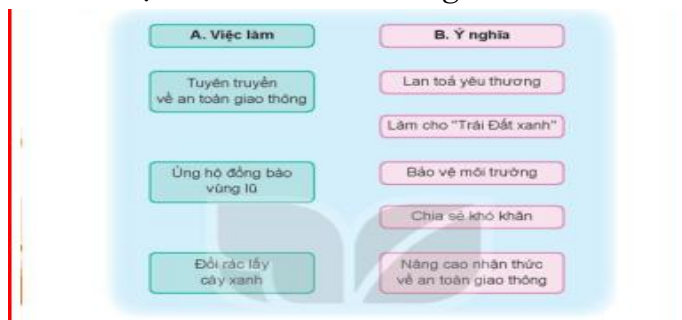 A. Việc làm
B. Ý nghĩa
Tuyên truyền
về an toàn giao thông
Lan toả yêu thương
Làm cho "Trái Đất xanh"
Ủng hộ đồng bào
vùng lũ
Bảo vệ môi trường
Chia sẻ khó khăn
Đổi rác lấy
cây xanh
Nâng cao nhận thức
về an toàn giao thông